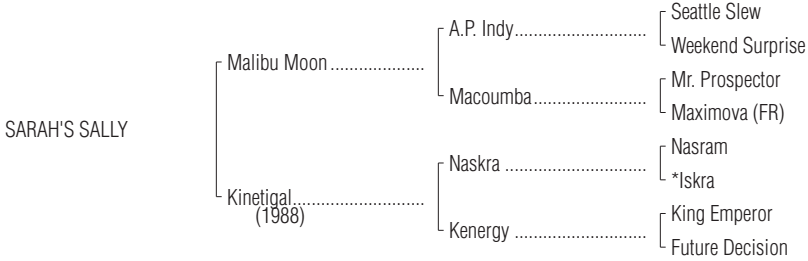 Seattle Slew
A.P. Indy..............................
Weekend Surprise
Malibu Moon .....................
Mr. Prospector
Macoumba..........................
Maximova (FR)
SARAH'S SALLY
Nasram
Naskra .................................
*Iskra
Kinetigal..............................
(1988)
King Emperor
Kenergy ..............................
Future Decision